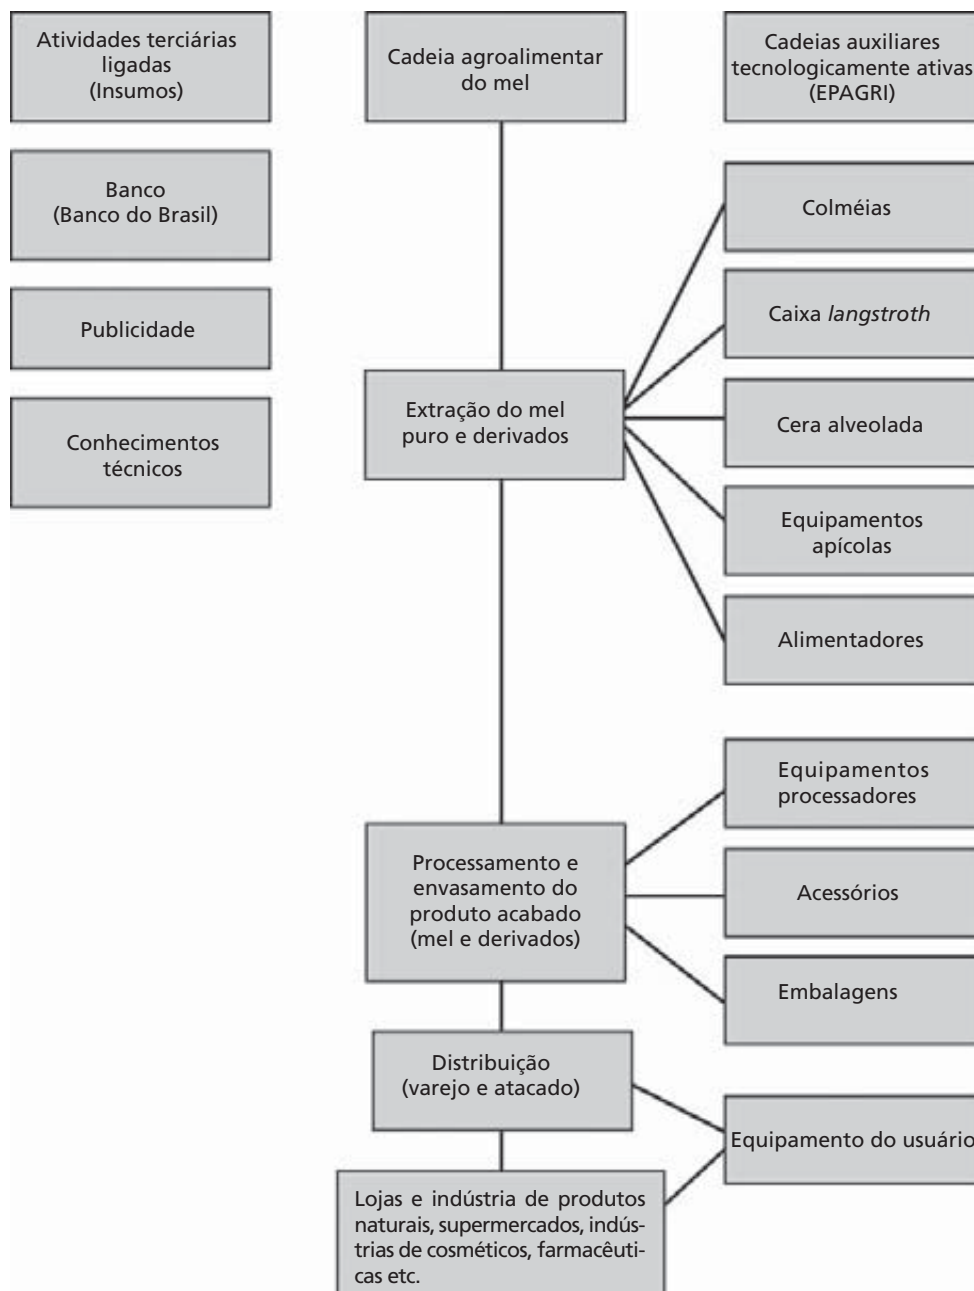 Atividades terciárias
ligadas
(Insumos)
Cadeia agroalimentar
do mel
Cadeias auxiliares
tecnologicamente ativas
(EPAGRI)
Banco
(Banco do Brasil)
Publicidade
Conhecimentos
técnicos
Extração do mel
puro e derivados
Colméias
Caixa langstroth
Cera alveolada
Equipamentos
apícolas
Alimentadores
Processamento e
envasamento do
produto acabado
(mel e derivados)
Equipamentos
processadores
Acessórios
Embalagens
Distribuição
(varejo e atacado)
Equipamento do usuário
Lojas e indústria de produtos
naturais, supermercados, indús-
trias de cosméticos, farmacêuti-
cas etc.